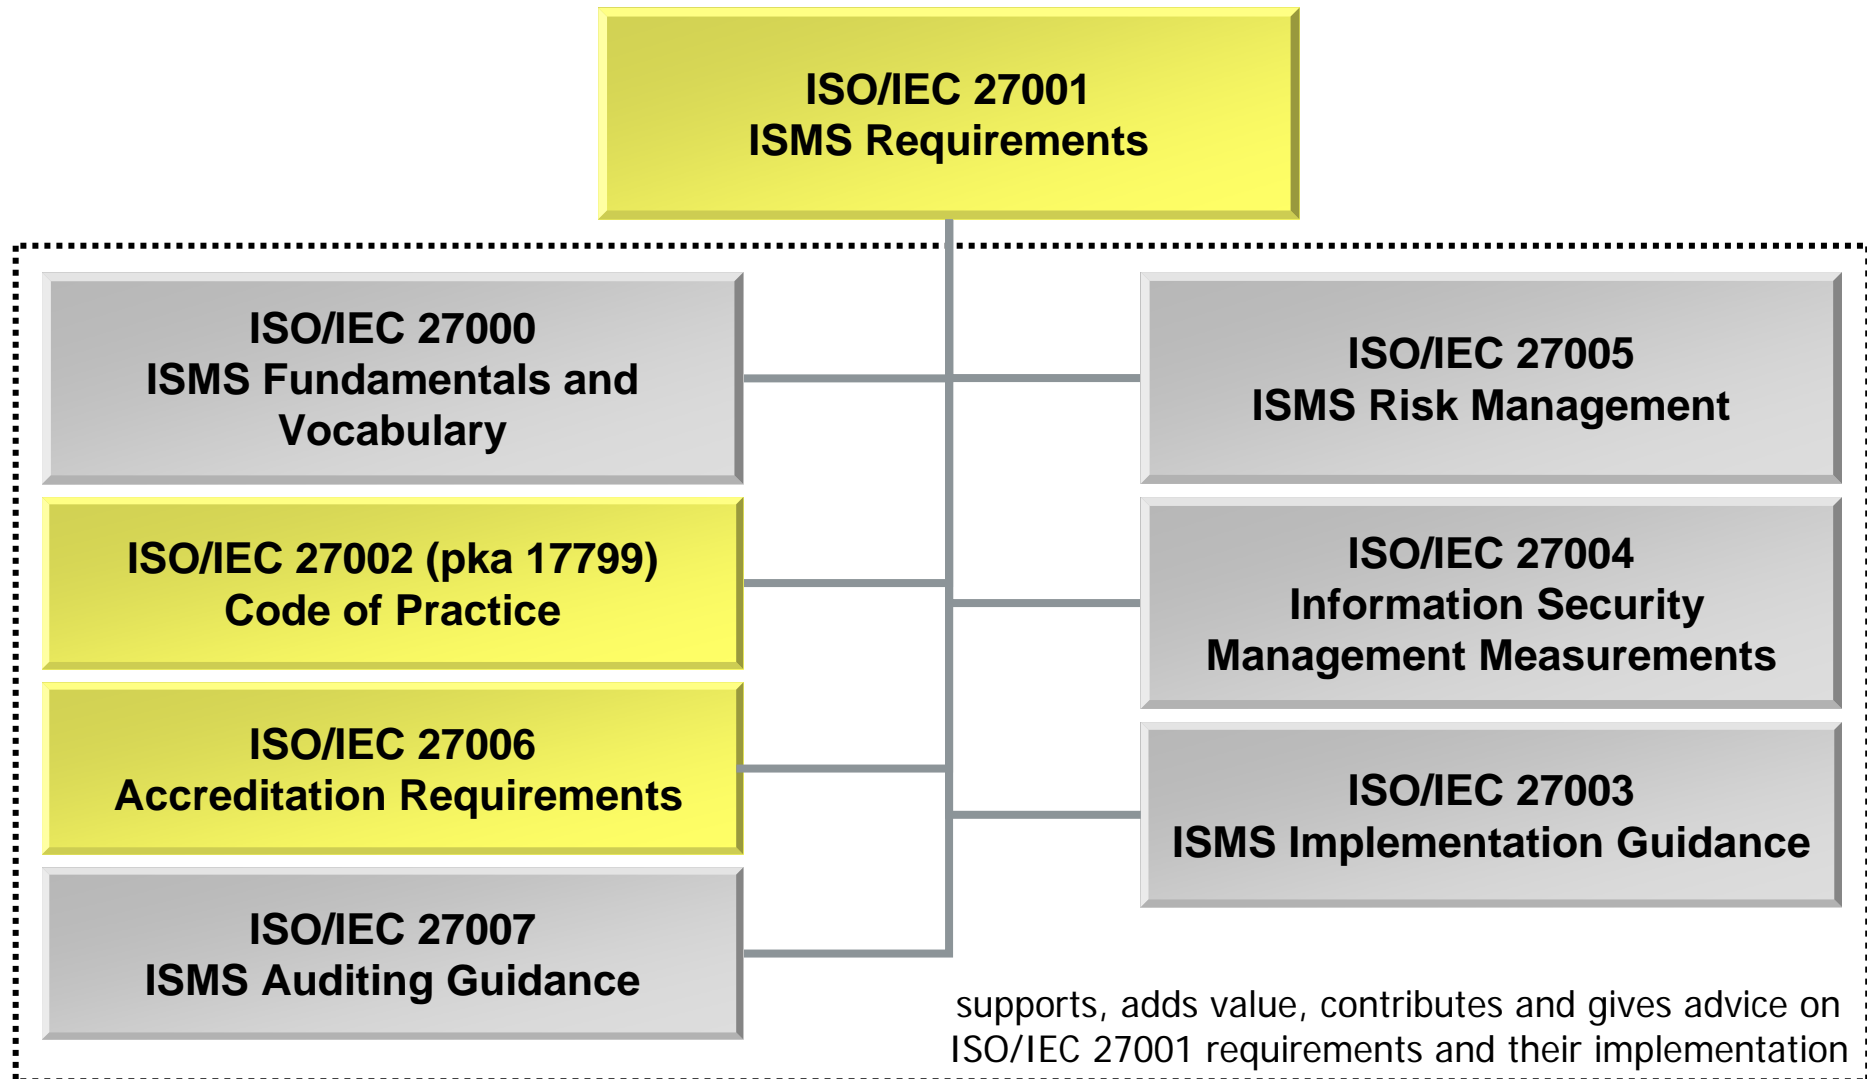 ISO/IEC 27001
ISMS Requirements
ISO/IEC 27000
ISMS Fundamentals and
Vocabulary
ISO/IEC 27002 (pka 17799)
Code of Practice
ISO/IEC 27006
Accreditation Requirements
ISO/IEC 27007
ISMS Auditing Guidance
ISO/IEC 27005
ISMS Risk Management
ISO/IEC 27004
Information Security
Management Measurements
ISO/IEC 27003
ISMS Implementation Guidance
supports, adds value, contributes and gives advice on
ISO/IEC 27001 requirements and their implementation